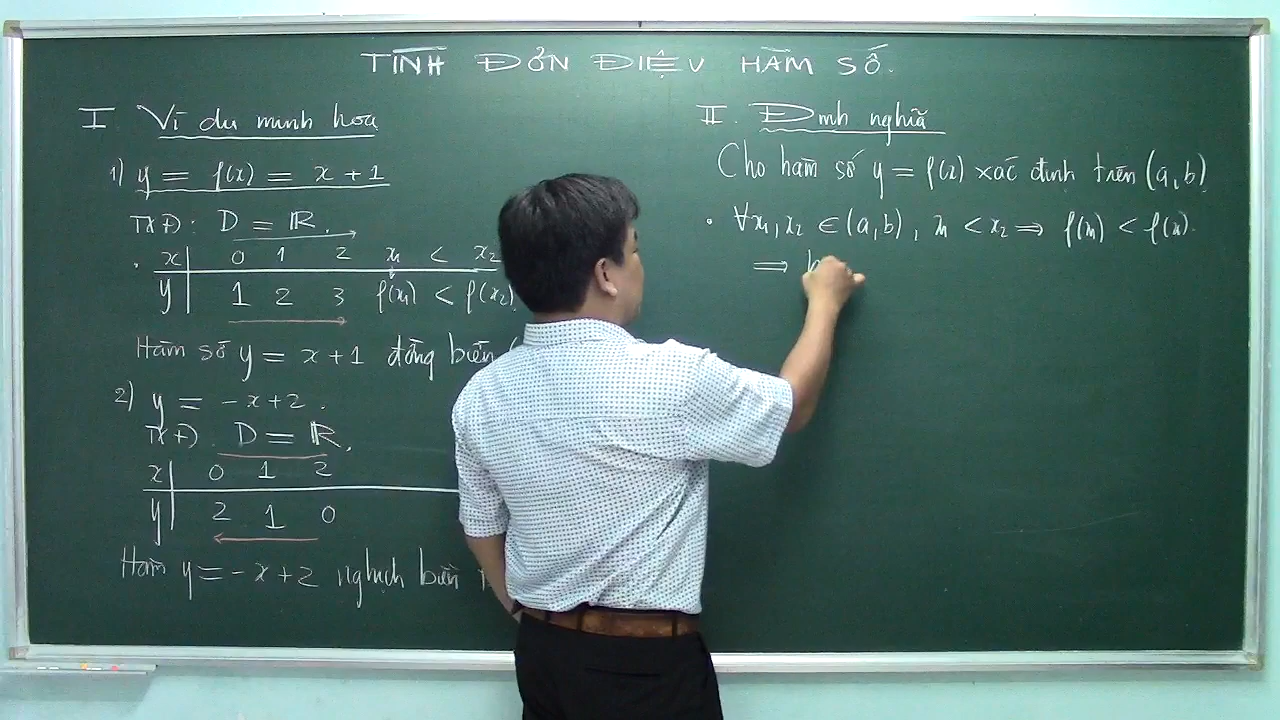 TÍNH ĐƠN ĐIỆU HÀM SỐ.
I Ví dụ minh hoạ
1) y = f(x) = x + 1
TXĐ: D = ℝ.
x 0 1 2 x₁ < x₂
y 1 2 3 f(x₁) < f(x₂)
Hàm số y = x + 1 đồng biến (
2) y = -x + 2.
TXĐ. D = ℝ.
x 0 1 2
y 2 1 0
Hàm y = -x + 2 nghịch biến
II. Định nghĩa
Cho hàm số y = f(x) xác định trên (a, b)
• ∀x₁, x₂ ∈ (a, b), x₁ < x₂ ⇒ f(x₁) < f(x₂).
⇒ h